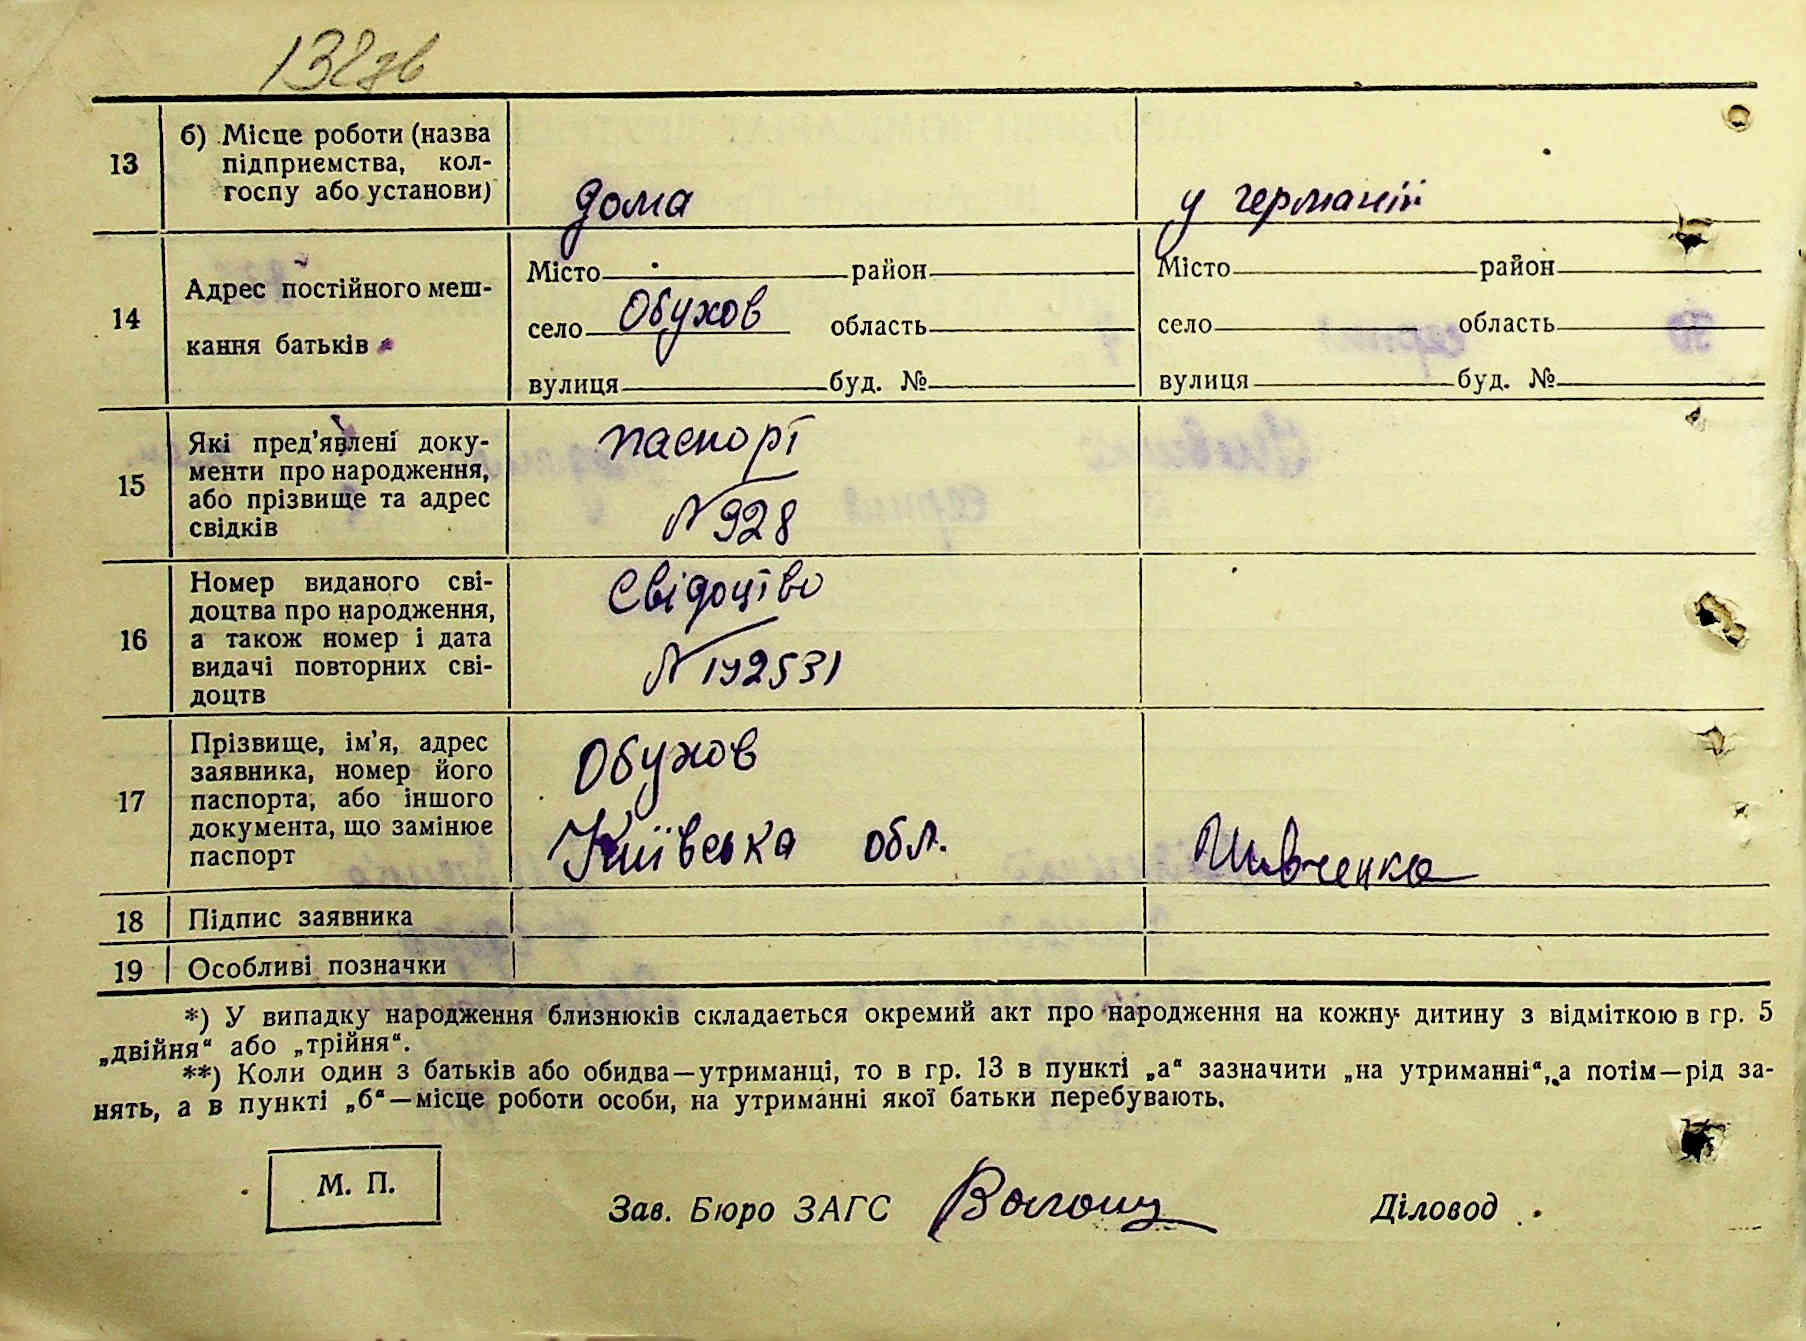 132зв
13
б) Місце роботи (назва
підприємства, кол-
госпу або установи)
дома
у германії
14
Адрес постійного меш-
кання батьків
Місто район
село Обухов область
вулиця буд. №
Місто район
село область
вулиця буд. №
15
Які пред'явлені доку-
менти про народження,
або прізвище та адрес
свідків
паспорт
№ 928
16
Номер виданого сві-
доцтва про народження,
а також номер і дата
видачі повторних сві-
доцтв
Свідоцтво
№ 192531
17
Прізвище, ім'я, адрес
заявника, номер його
паспорта, або іншого
документа, що замінює
паспорт
Обухов
Київська обл.
Шевченко
18 Підпис заявника
19 Особливі позначки
*) У випадку народження близнюків складається окремий акт про народження на кожну дитину з відміткою в гр. 5
„двійня“ або „трійня“.
**) Коли один з батьків або обидва—утриманці, то в гр. 13 в пункті „а“ зазначити „на утриманні“, а потім—рід за-
нять, а в пункті „б“—місце роботи особи, на утриманні якої батьки перебувають.
М. П.
Зав. Бюро ЗАГС
Діловод